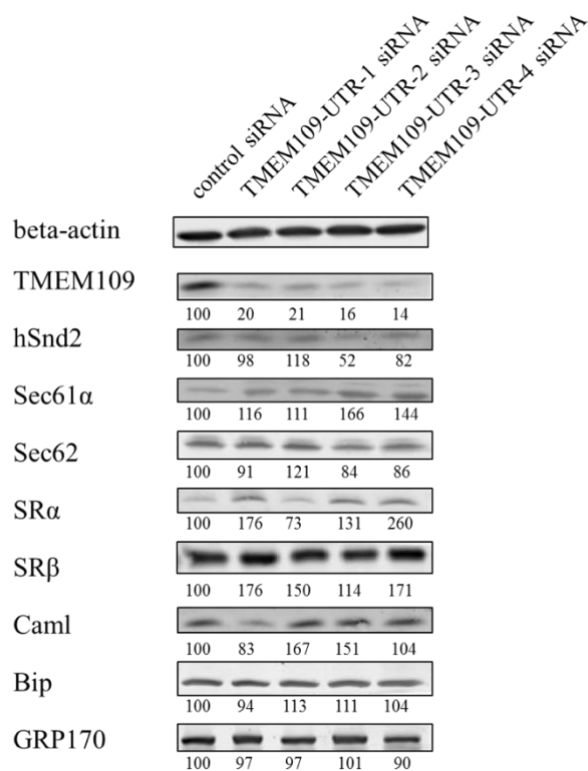 control siRNA
TMEM109-UTR-1 siRNA
TMEM109-UTR-2 siRNA
TMEM109-UTR-3 siRNA
TMEM109-UTR-4 siRNA
beta-actin
TMEM109
100 20 21 16 14
hSnd2
100 98 118 52 82
Sec61α
100 116 111 166 144
Sec62
100 91 121 84 86
SRα
100 176 73 131 260
SRβ
100 176 150 114 171
Caml
100 83 167 151 104
Bip
100 94 113 111 104
GRP170
100 97 97 101 90